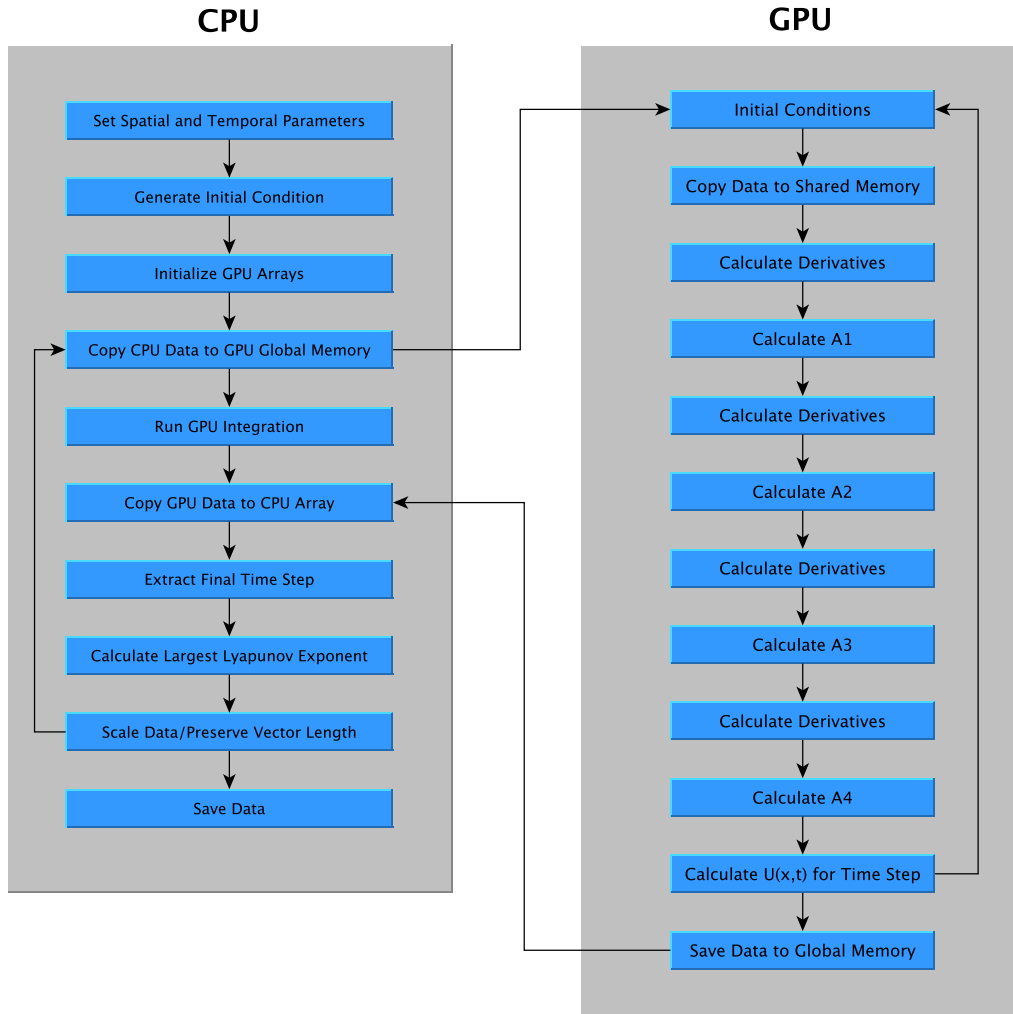 CPU
Set Spatial and Temporal Parameters
Generate Initial Condition
Initialize GPU Arrays
Copy CPU Data to GPU Global Memory
Run GPU Integration
Copy GPU Data to CPU Array
Extract Final Time Step
Calculate Largest Lyapunov Exponent
Scale Data/Preserve Vector Length
Save Data
GPU
Initial Conditions
Copy Data to Shared Memory
Calculate Derivatives
Calculate A1
Calculate Derivatives
Calculate A2
Calculate Derivatives
Calculate A3
Calculate Derivatives
Calculate A4
Calculate U(x,t) for Time Step
Save Data to Global Memory